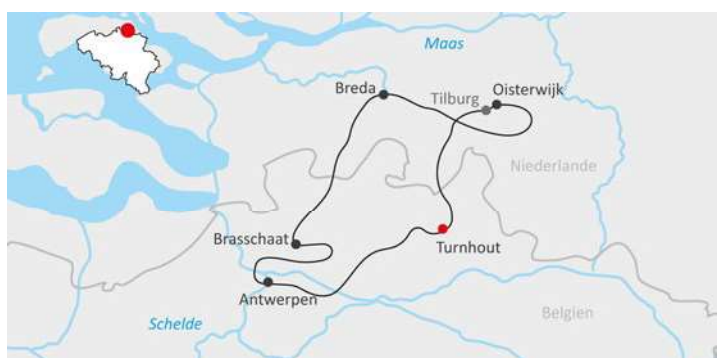 Maas
Breda
Tilburg
Oisterwijk
Niederlande
Brasschaat
Turnhout
Antwerpen
Belgien
Schelde